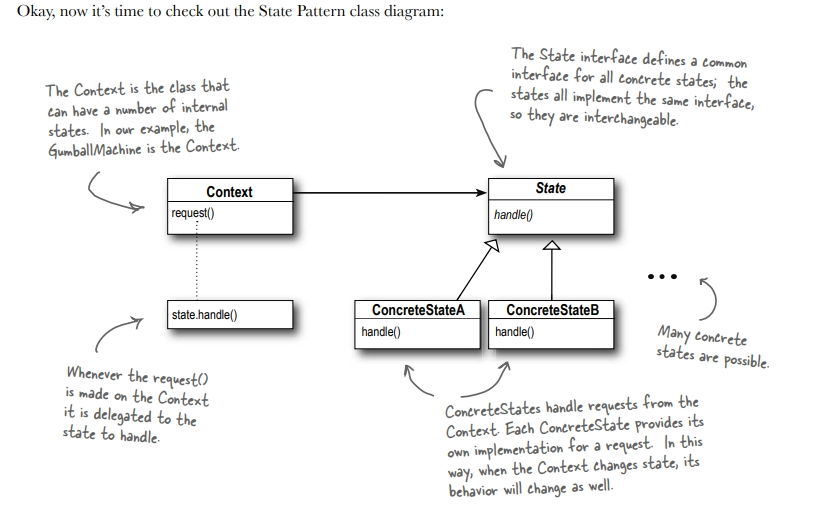 Okay, now it's time to check out the State Pattern class diagram:
The Context is the class that
can have a number of internal
states. In our example, the
GumballMachine is the Context.
The State interface defines a common
interface for all concrete states; the
states all implement the same interface,
so they are interchangeable.
Context
request()
State
handle()
state.handle()
ConcreteStateA
handle()
ConcreteStateB
handle()
...
Many concrete
states are possible.
Whenever the request()
is made on the Context
it is delegated to the
state to handle.
ConcreteStates handle requests from the
Context. Each ConcreteState provides its
own implementation for a request. In this
way, when the Context changes state, its
behavior will change as well.